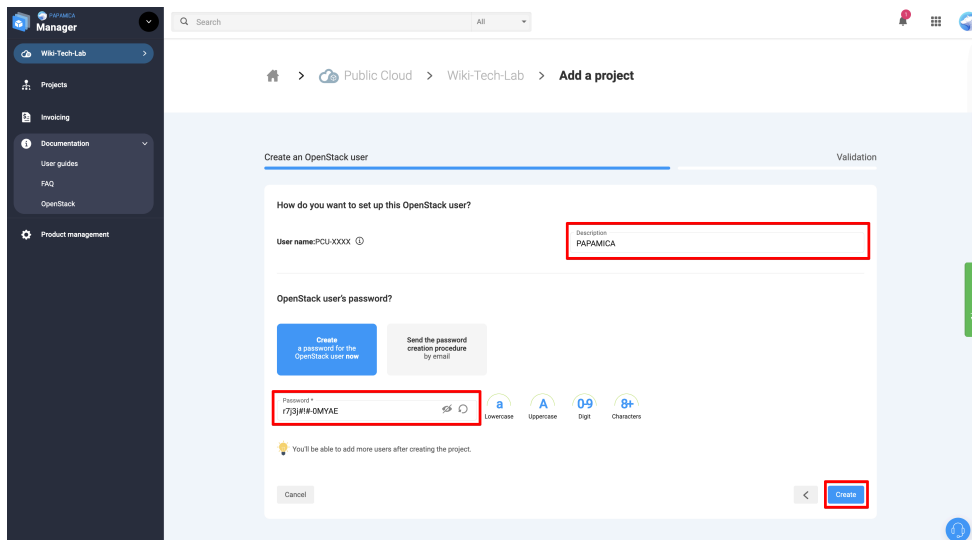 PAPAMICA
Manager
Search
All
1
Wiki-Tech-Lab
Projects
Invoicing
Documentation
User guides
FAQ
OpenStack
Product management
> Public Cloud > Wiki-Tech-Lab > Add a project
Create an OpenStack user
Validation
How do you want to set up this OpenStack user?
User name:PCU-XXXX
Description
PAPAMICA
OpenStack user's password?
Create
a password for the
OpenStack user now
Send the password
creation procedure
by email
Password *
r7j3j#!#-0MYAE
a
Lowercase
A
Uppercase
0-9
Digit
8+
Characters
You'll be able to add more users after creating the project.
Cancel
<
Create